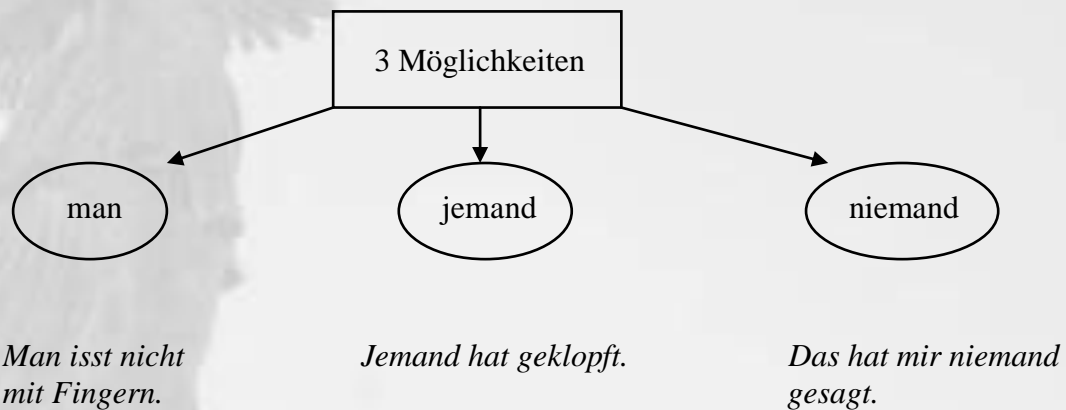 3 Möglichkeiten
man
jemand
niemand
Man isst nicht
mit Fingern.
Jemand hat geklopft.
Das hat mir niemand
gesagt.